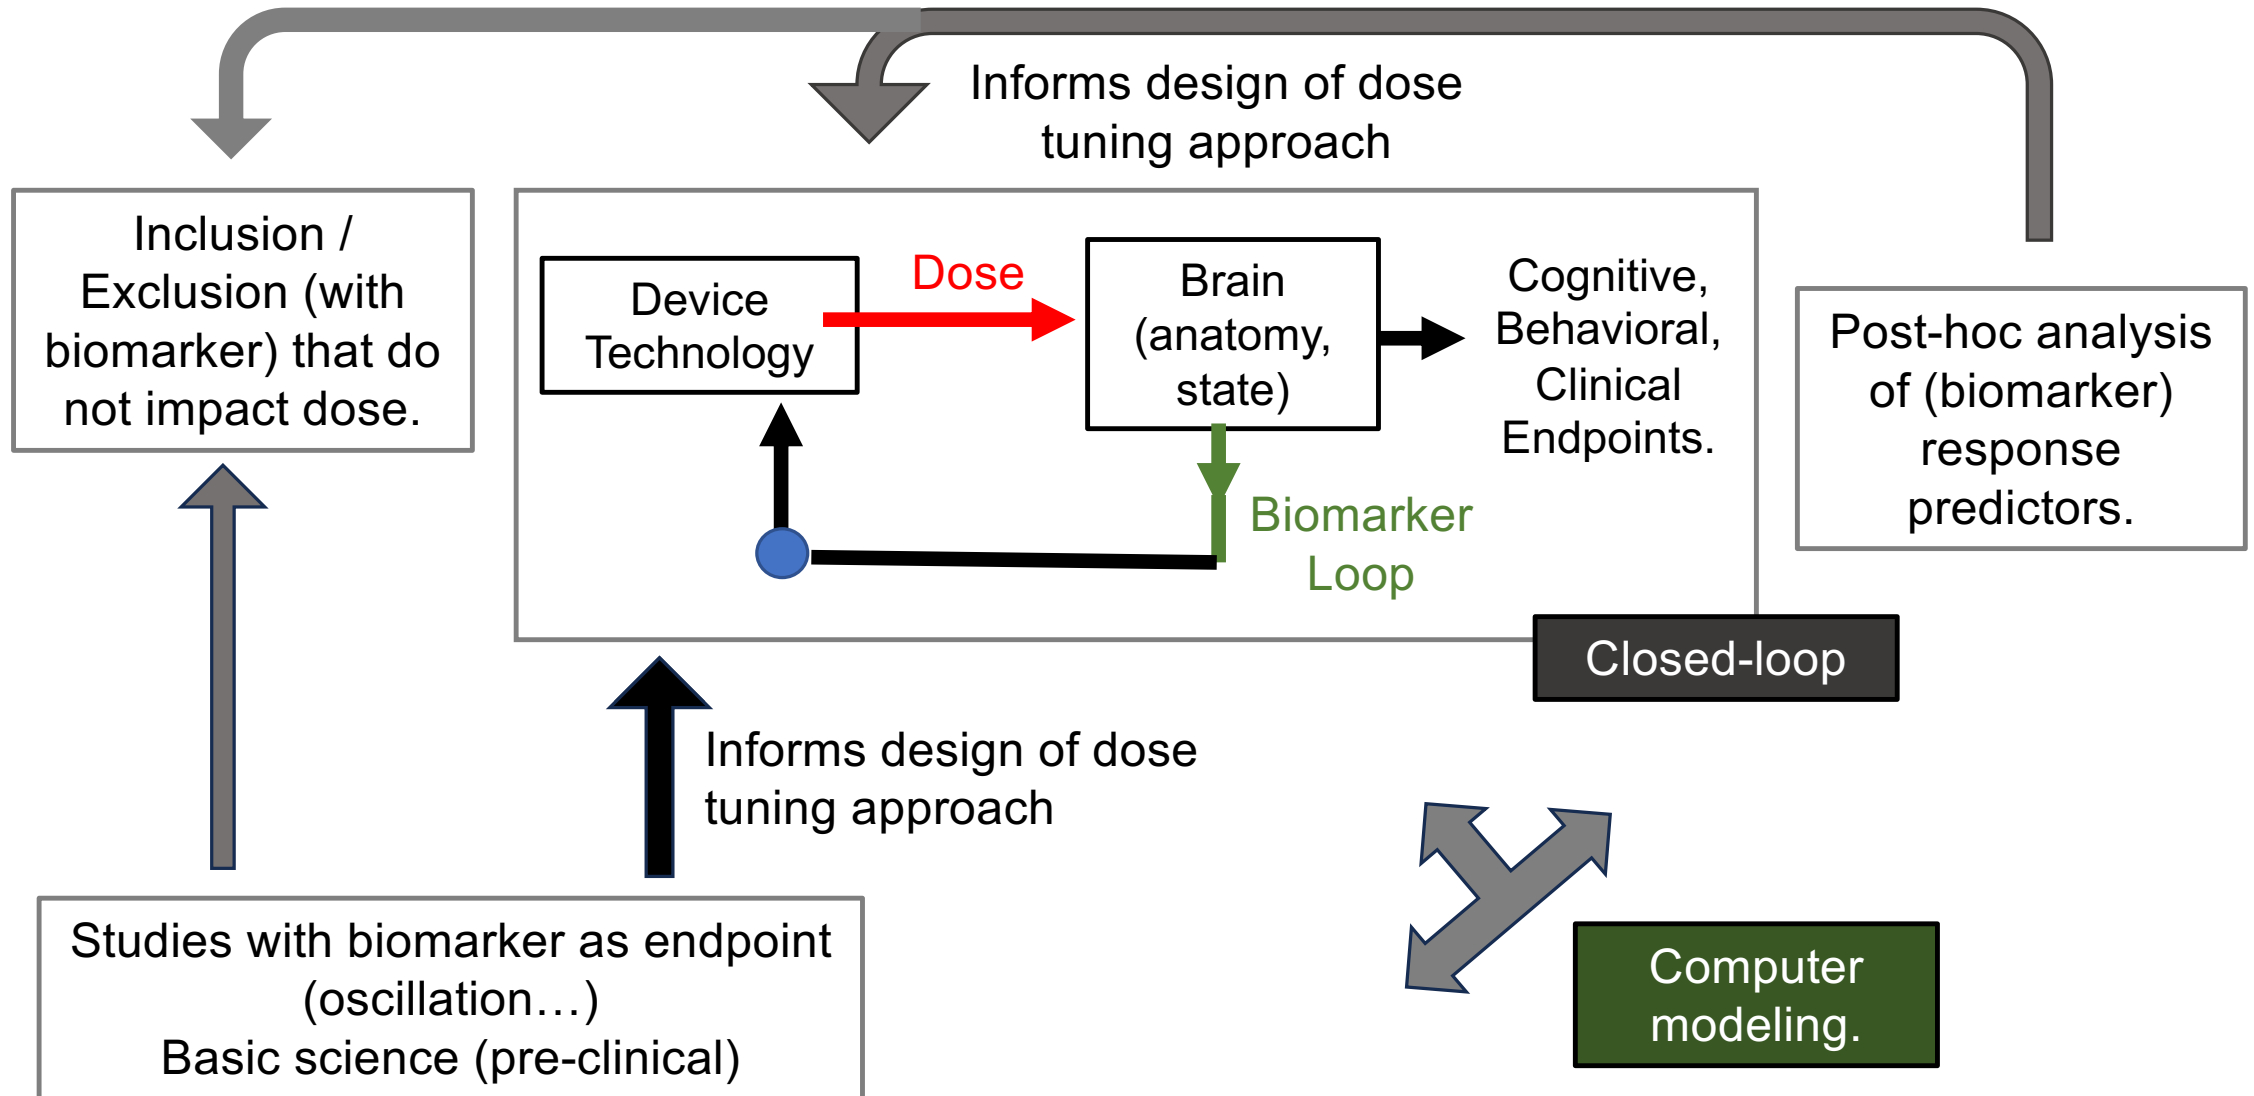 Informs design of dose
tuning approach
Inclusion /
Exclusion (with
biomarker) that do
not impact dose.
Device
Technology
Dose
Brain
(anatomy,
state)
Cognitive,
Behavioral,
Clinical
Endpoints.
Biomarker
Loop
Post-hoc analysis
of (biomarker)
response
predictors.
Closed-loop
Informs design of dose
tuning approach
Studies with biomarker as endpoint
(oscillation…)
Basic science (pre-clinical)
Computer
modeling.